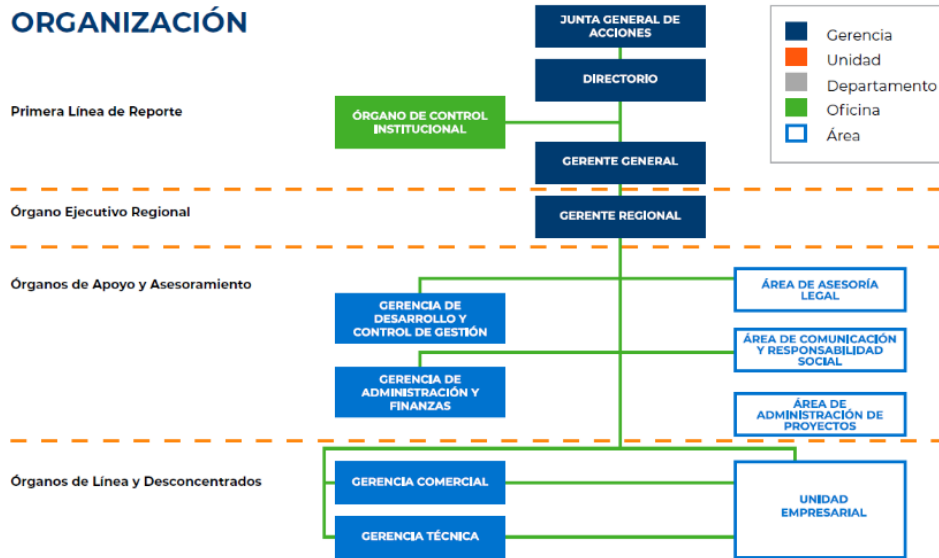 ORGANIZACIÓN
JUNTA GENERAL DE
ACCIONES
Gerencia
Unidad
Departamento
Oficina
Área
DIRECTORIO
Primera Línea de Reporte
ÓRGANO DE CONTROL
INSTITUCIONAL
GERENTE GENERAL
Órgano Ejecutivo Regional
GERENTE REGIONAL
Órganos de Apoyo y Asesoramiento
ÁREA DE ASESORÍA
LEGAL
GERENCIA DE
DESARROLLO Y
CONTROL DE GESTIÓN
ÁREA DE COMUNICACIÓN
Y RESPONSABILIDAD
SOCIAL
GERENCIA DE
ADMINISTRACIÓN Y
FINANZAS
ÁREA DE
ADMINISTRACIÓN DE
PROYECTOS
Órganos de Línea y Desconcentrados
GERENCIA COMERCIAL
UNIDAD
EMPRESARIAL
GERENCIA TÉCNICA